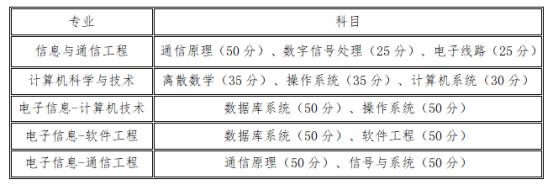 专业 科目
信息与通信工程 通信原理（50 分）、数字信号处理（25 分）、电子线路（25 分）
计算机科学与技术 离散数学（35 分）、操作系统（35 分）、计算机系统（30 分）
电子信息-计算机技术 数据库系统（50 分）、操作系统（50 分）
电子信息-软件工程 数据库系统（50 分）、软件工程（50 分）
电子信息-通信工程 通信原理（50 分）、信号与系统（50 分）